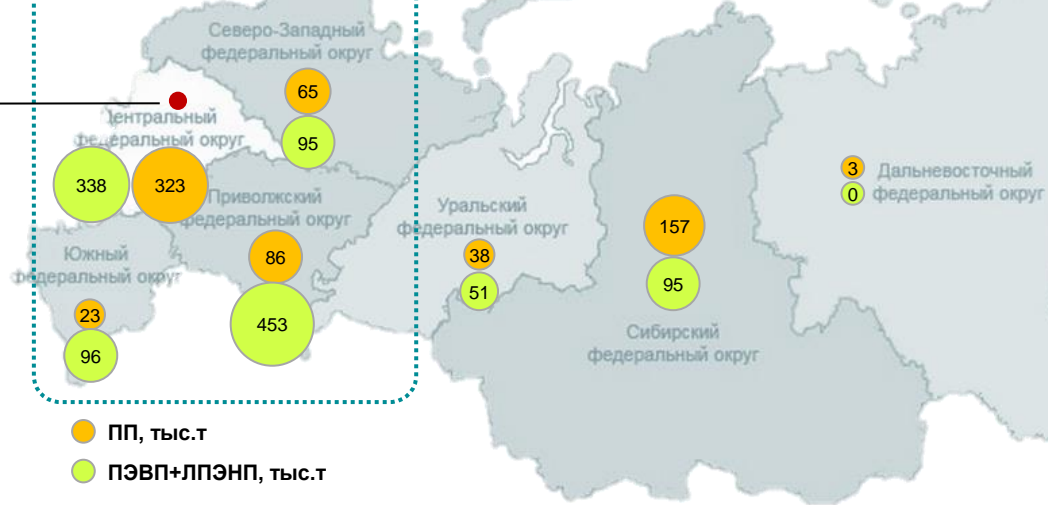 Северо-Западный
федеральный округ
65
95
Центральный
федеральный округ
338
323
Приволжский
федеральный округ
86
453
Южный
федеральный округ
23
96
Уральский
федеральный округ
38
51
157
95
Сибирский
федеральный округ
3
0
Дальневосточный
федеральный округ
ПП, тыс.т
ПЭВП+ЛПЭНП, тыс.т